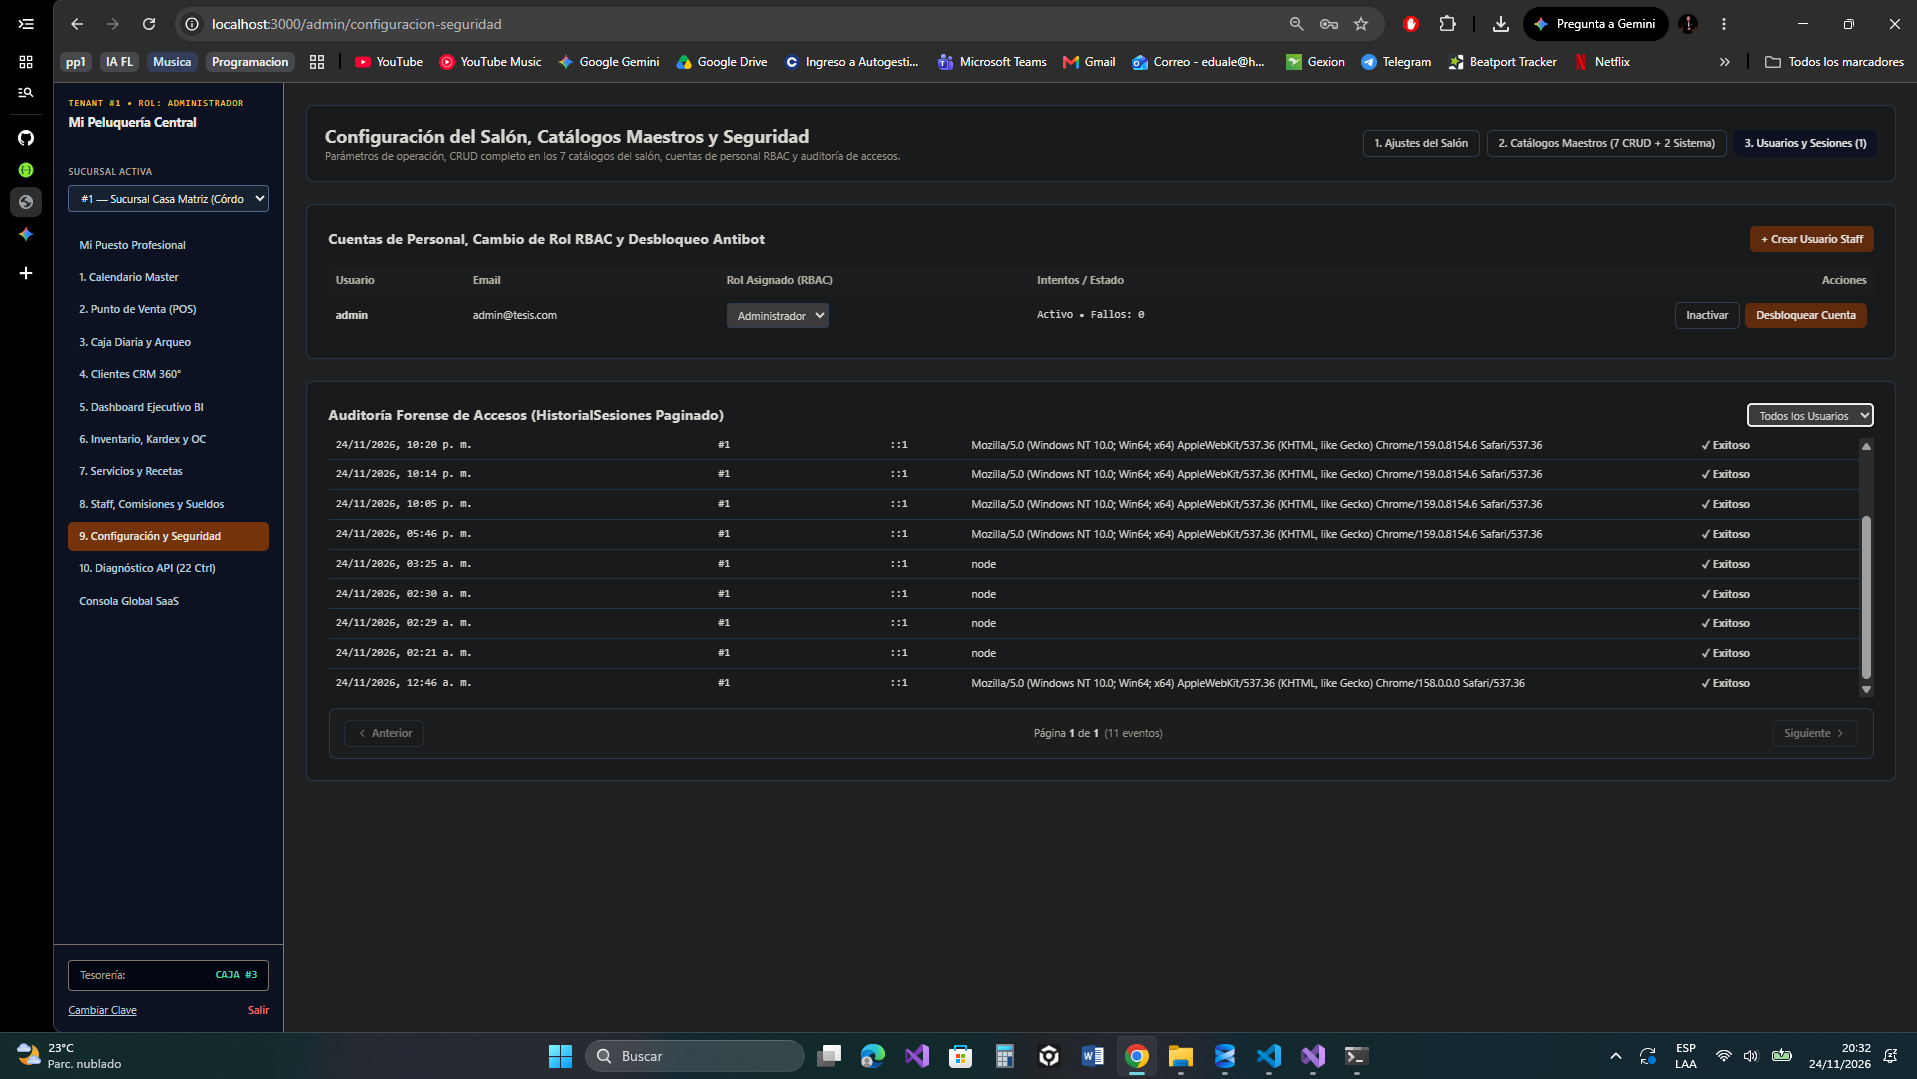 localhost:3000/admin/configuracion-seguridad
Pregunta a Gemini
pp1
IA FL
Musica
Programacion
YouTube
YouTube Music
Google Gemini
Google Drive
Ingreso a Autogesti...
Microsoft Teams
Gmail
Correo - eduale@h...
Gexion
Telegram
Beatport Tracker
Netflix
Todos los marcadores
TENANT #1 • ROL: ADMINISTRADOR
Mi Peluquería Central
SUCURSAL ACTIVA
#1 — Sucursal Casa Matriz (Córdo
Mi Puesto Profesional
1. Calendario Master
2. Punto de Venta (POS)
3. Caja Diaria y Arqueo
4. Clientes CRM 360°
5. Dashboard Ejecutivo BI
6. Inventario, Kardex y OC
7. Servicios y Recetas
8. Staff, Comisiones y Sueldos
9. Configuración y Seguridad
10. Diagnóstico API (22 Ctrl)
Consola Global SaaS
Tesorería: CAJA #3
Cambiar Clave Salir
Configuración del Salón, Catálogos Maestros y Seguridad
Parámetros de operación, CRUD completo en los 7 catálogos del salón, cuentas de personal RBAC y auditoría de accesos.
1. Ajustes del Salón
2. Catálogos Maestros (7 CRUD + 2 Sistema)
3. Usuarios y Sesiones (1)
Cuentas de Personal, Cambio de Rol RBAC y Desbloqueo Antibot
+ Crear Usuario Staff
Usuario Email Rol Asignado (RBAC) Intentos / Estado Acciones
admin admin@tesis.com Administrador Activo • Fallos: 0 Inactivar Desbloquear Cuenta
Auditoría Forense de Accesos (HistorialSesiones Paginado)
Todos los Usuarios
24/11/2026, 10:20 p. m. #1 ::1 Mozilla/5.0 (Windows NT 10.0; Win64; x64) AppleWebKit/537.36 (KHTML, like Gecko) Chrome/159.0.8154.6 Safari/537.36 ✓ Exitoso
24/11/2026, 10:14 p. m. #1 ::1 Mozilla/5.0 (Windows NT 10.0; Win64; x64) AppleWebKit/537.36 (KHTML, like Gecko) Chrome/159.0.8154.6 Safari/537.36 ✓ Exitoso
24/11/2026, 10:05 p. m. #1 ::1 Mozilla/5.0 (Windows NT 10.0; Win64; x64) AppleWebKit/537.36 (KHTML, like Gecko) Chrome/159.0.8154.6 Safari/537.36 ✓ Exitoso
24/11/2026, 05:46 p. m. #1 ::1 Mozilla/5.0 (Windows NT 10.0; Win64; x64) AppleWebKit/537.36 (KHTML, like Gecko) Chrome/159.0.8154.6 Safari/537.36 ✓ Exitoso
24/11/2026, 03:25 a. m. #1 ::1 node ✓ Exitoso
24/11/2026, 02:30 a. m. #1 ::1 node ✓ Exitoso
24/11/2026, 02:29 a. m. #1 ::1 node ✓ Exitoso
24/11/2026, 02:21 a. m. #1 ::1 node ✓ Exitoso
24/11/2026, 12:46 a. m. #1 ::1 Mozilla/5.0 (Windows NT 10.0; Win64; x64) AppleWebKit/537.36 (KHTML, like Gecko) Chrome/158.0.0.0 Safari/537.36 ✓ Exitoso
Anterior
Página 1 de 1 (11 eventos)
Siguiente
23°C
Parc. nublado
Buscar
ESP
LAA
20:32
24/11/2026